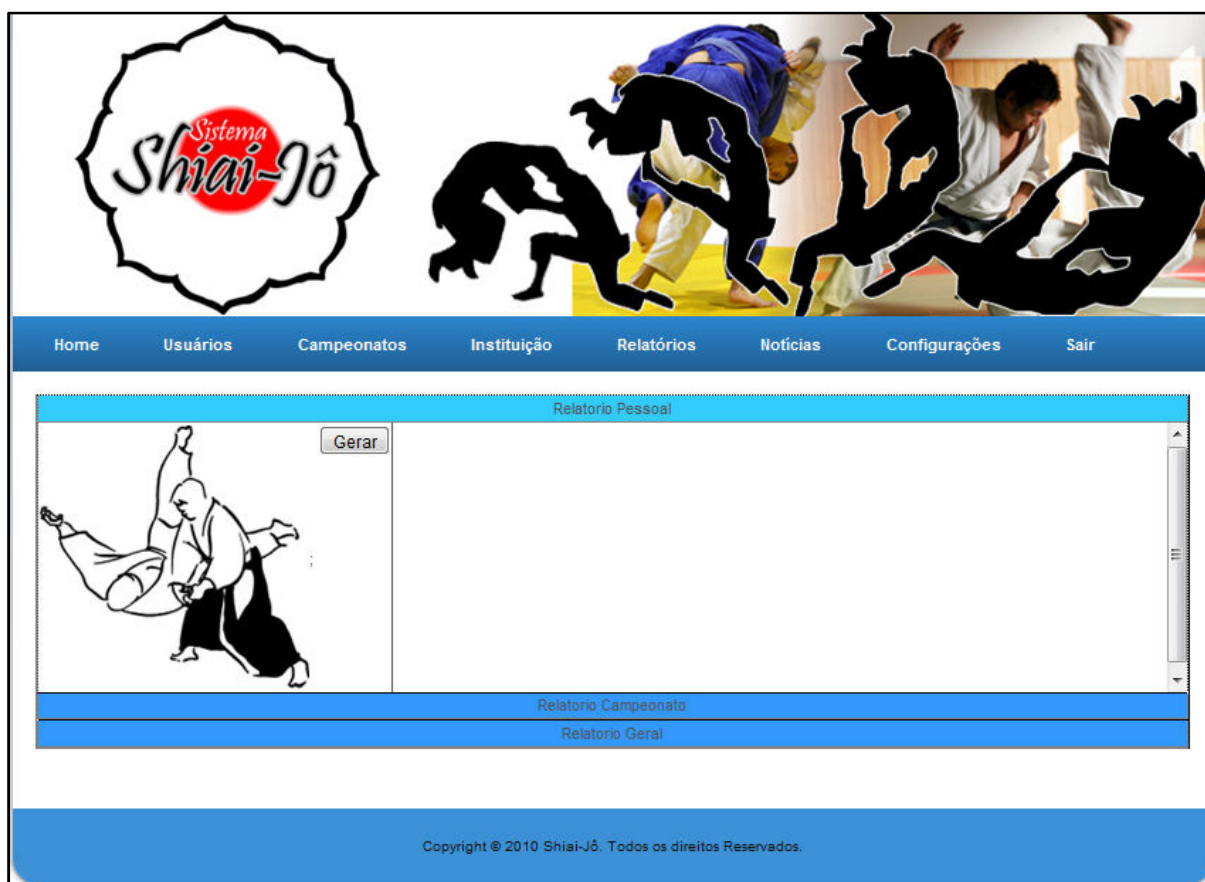 Sistema
Shiai-Jô
Home Usuários Campeonatos Instituição Relatórios Notícias Configurações Sair
Relatorio Pessoal
Gerar
;
Relatorio Campeonato
Relatorio Geral
Copyright © 2010 Shiai-Jô. Todos os direitos Reservados.